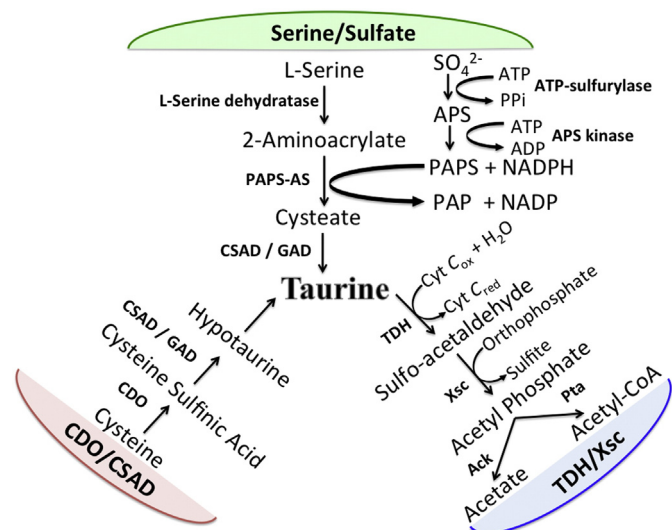 Serine/Sulfate
L-Serine
SO₄²⁻
ATP
ATP-sulfurylase
PPi
L-Serine dehydratase
APS
ATP
APS kinase
ADP
2-Aminoacrylate
PAPS-AS
PAPS + NADPH
PAP + NADP
Cysteate
CSAD / GAD
Taurine
Cyt Cox + H₂O
Cyt Cred
TDH
Sulfo-acetaldehyde
Orthophosphate
Xsc
Sulfite
Acetyl Phosphate
Pta
Acetyl-CoA
Ack
Acetate
TDH/Xsc
Hypotaurine
CSAD / GAD
Cysteine Sulfinic Acid
CDO
Cysteine
CDO/CSAD